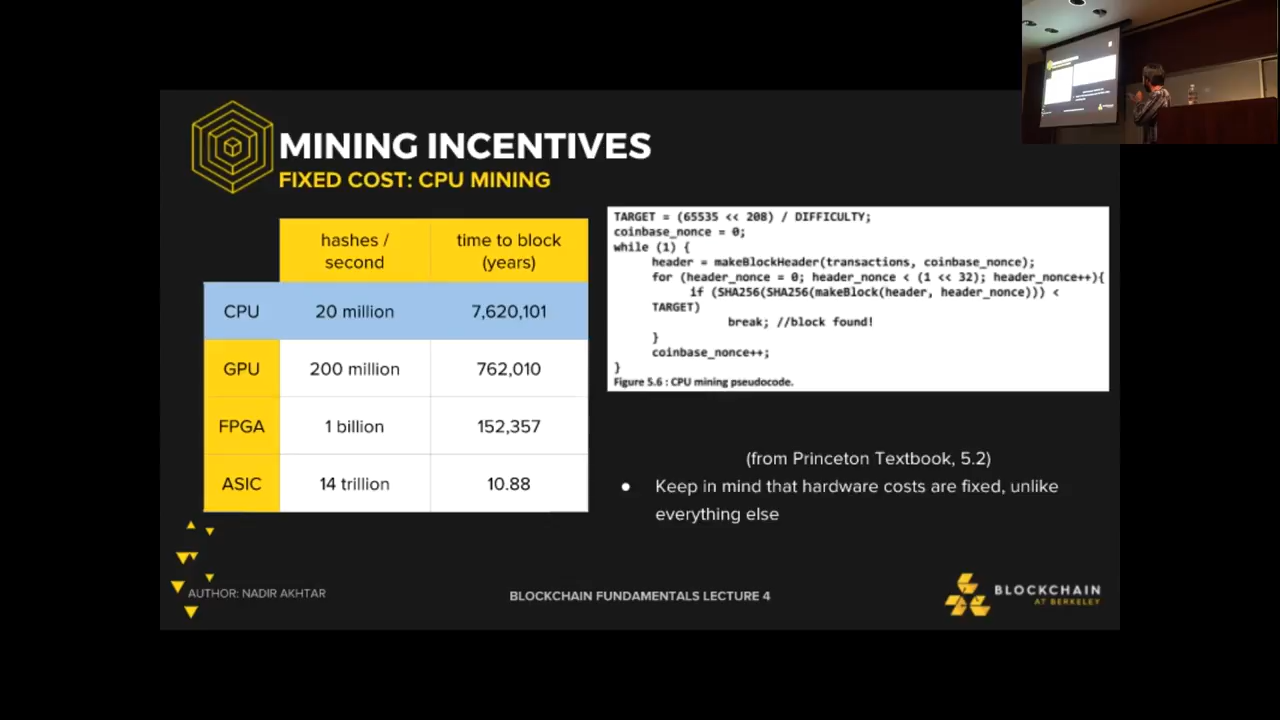 MINING INCENTIVES
FIXED COST: CPU MINING
hashes /
second
time to block
(years)
CPU
20 million
7,620,101
GPU
200 million
762,010
FPGA
1 billion
152,357
ASIC
14 trillion
10.88
TARGET = (65535 << 208) / DIFFICULTY;
coinbase_nonce = 0;
while (1) {
header = makeBlockHeader(transactions, coinbase_nonce);
for (header_nonce = 0; header_nonce < (1 << 32); header_nonce++){
if (SHA256(SHA256(makeBlock(header, header_nonce))) <
TARGET)
break; //block found!
}
coinbase_nonce++;
}
Figure 5.6 : CPU mining pseudocode.
(from Princeton Textbook, 5.2)
● Keep in mind that hardware costs are fixed, unlike
everything else
AUTHOR: NADIR AKHTAR
BLOCKCHAIN FUNDAMENTALS LECTURE 4
BLOCKCHAIN
AT BERKELEY